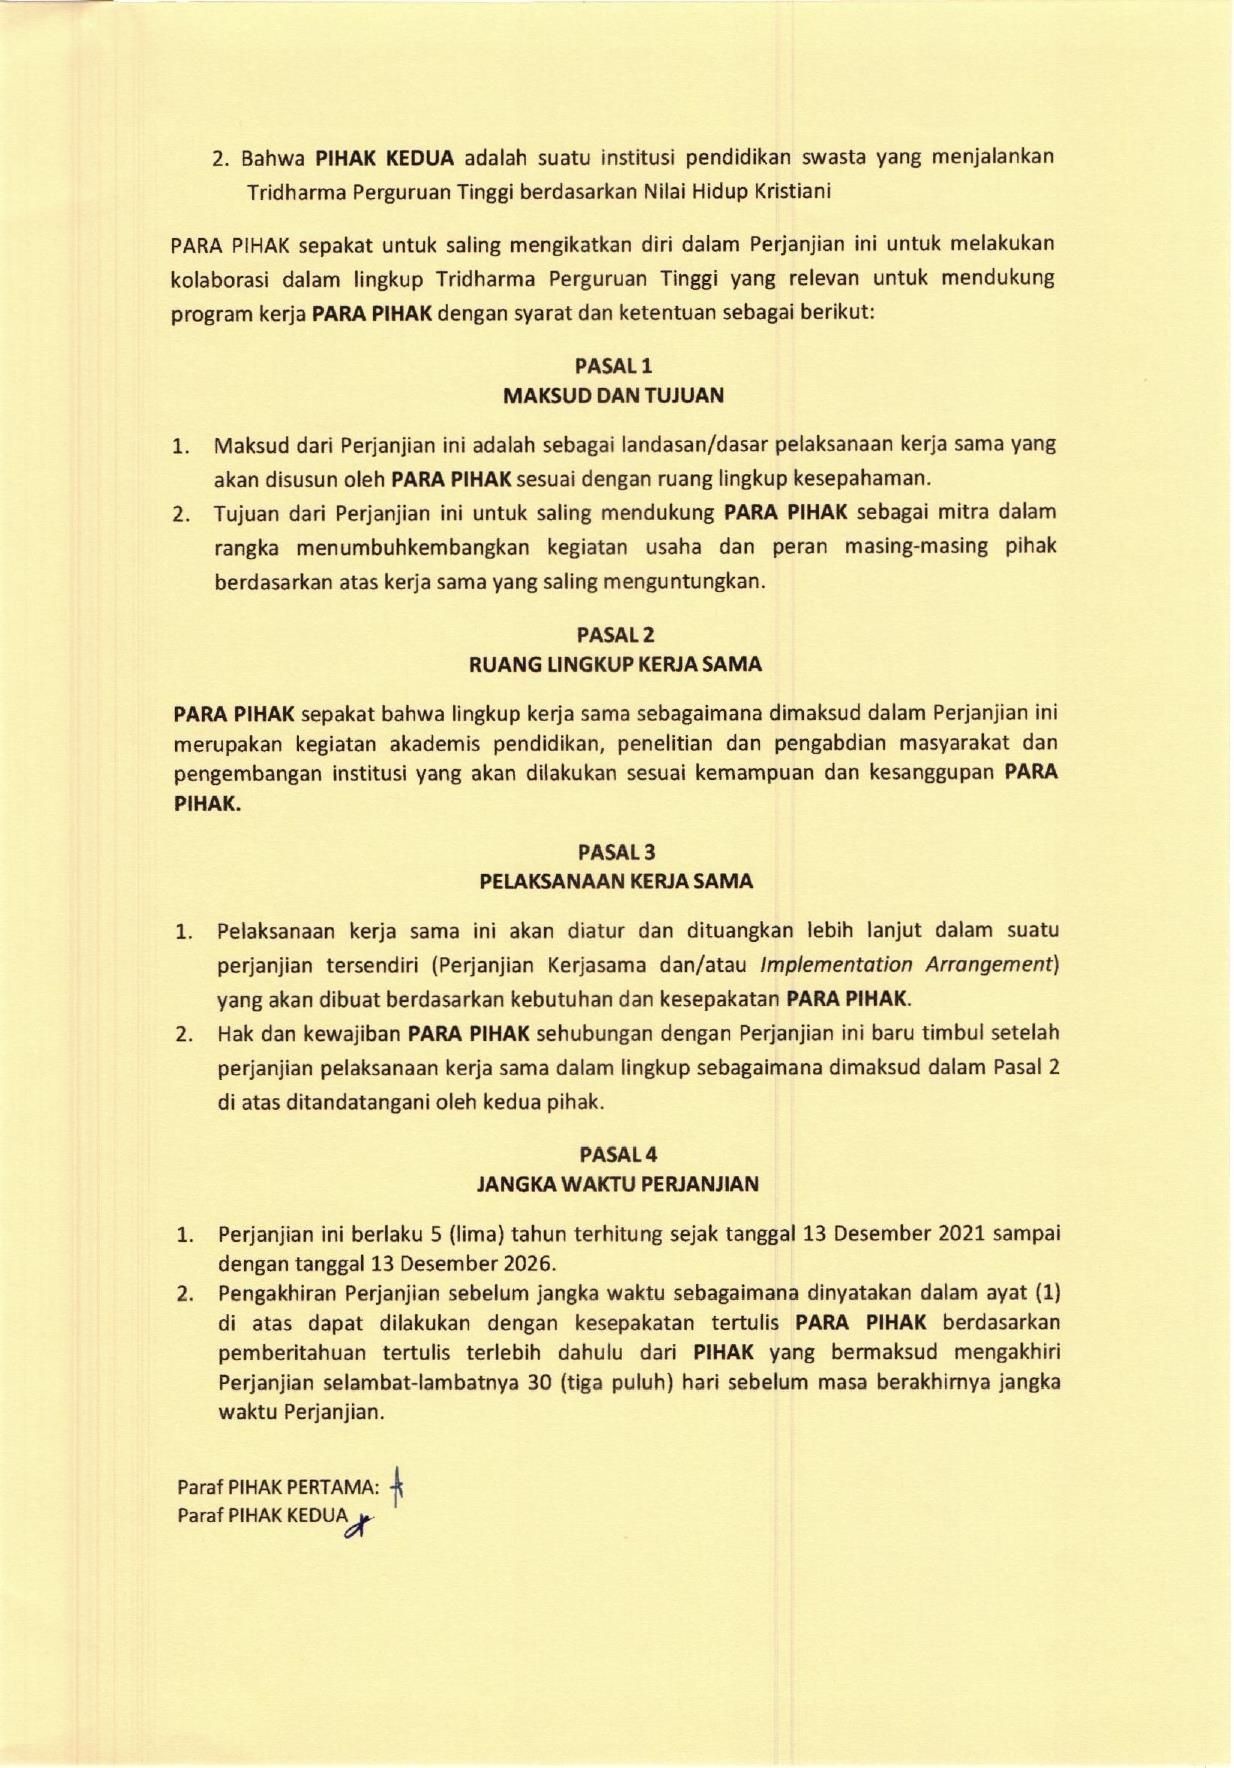 2. Bahwa PIHAK KEDUA adalah suatu institusi pendidikan swasta yang menjalankan
Tridharma Perguruan Tinggi berdasarkan Nilai Hidup Kristiani
PARA PIHAK sepakat untuk saling mengikatkan diri dalam Perjanjian ini untuk melakukan
kolaborasi dalam lingkup Tridharma Perguruan Tinggi yang relevan untuk mendukung
program kerja PARA PIHAK dengan syarat dan ketentuan sebagai berikut:
PASAL 1
MAKSUD DAN TUJUAN
1. Maksud dari Perjanjian ini adalah sebagai landasan/dasar pelaksanaan kerja sama yang
akan disusun oleh PARA PIHAK sesuai dengan ruang lingkup kesepahaman.
2. Tujuan dari Perjanjian ini untuk saling mendukung PARA PIHAK sebagai mitra dalam
rangka menumbuhkembangkan kegiatan usaha dan peran masing-masing pihak
berdasarkan atas kerja sama yang saling menguntungkan.
PASAL 2
RUANG LINGKUP KERJA SAMA
PARA PIHAK sepakat bahwa lingkup kerja sama sebagaimana dimaksud dalam Perjanjian ini
merupakan kegiatan akademis pendidikan, penelitian dan pengabdian masyarakat dan
pengembangan institusi yang akan dilakukan sesuai kemampuan dan kesanggupan PARA
PIHAK.
PASAL 3
PELAKSANAAN KERJA SAMA
1. Pelaksanaan kerja sama ini akan diatur dan dituangkan lebih lanjut dalam suatu
perjanjian tersendiri (Perjanjian Kerjasama dan/atau Implementation Arrangement)
yang akan dibuat berdasarkan kebutuhan dan kesepakatan PARA PIHAK.
2. Hak dan kewajiban PARA PIHAK sehubungan dengan Perjanjian ini baru timbul setelah
perjanjian pelaksanaan kerja sama dalam lingkup sebagaimana dimaksud dalam Pasal 2
di atas ditandatangani oleh kedua pihak.
PASAL 4
JANGKA WAKTU PERJANJIAN
1. Perjanjian ini berlaku 5 (lima) tahun terhitung sejak tanggal 13 Desember 2021 sampai
dengan tanggal 13 Desember 2026.
2. Pengakhiran Perjanjian sebelum jangka waktu sebagaimana dinyatakan dalam ayat (1)
di atas dapat dilakukan dengan kesepakatan tertulis PARA PIHAK berdasarkan
pemberitahuan tertulis terlebih dahulu dari PIHAK yang bermaksud mengakhiri
Perjanjian selambat-lambatnya 30 (tiga puluh) hari sebelum masa berakhirnya jangka
waktu Perjanjian.
Paraf PIHAK PERTAMA:
Paraf PIHAK KEDUA